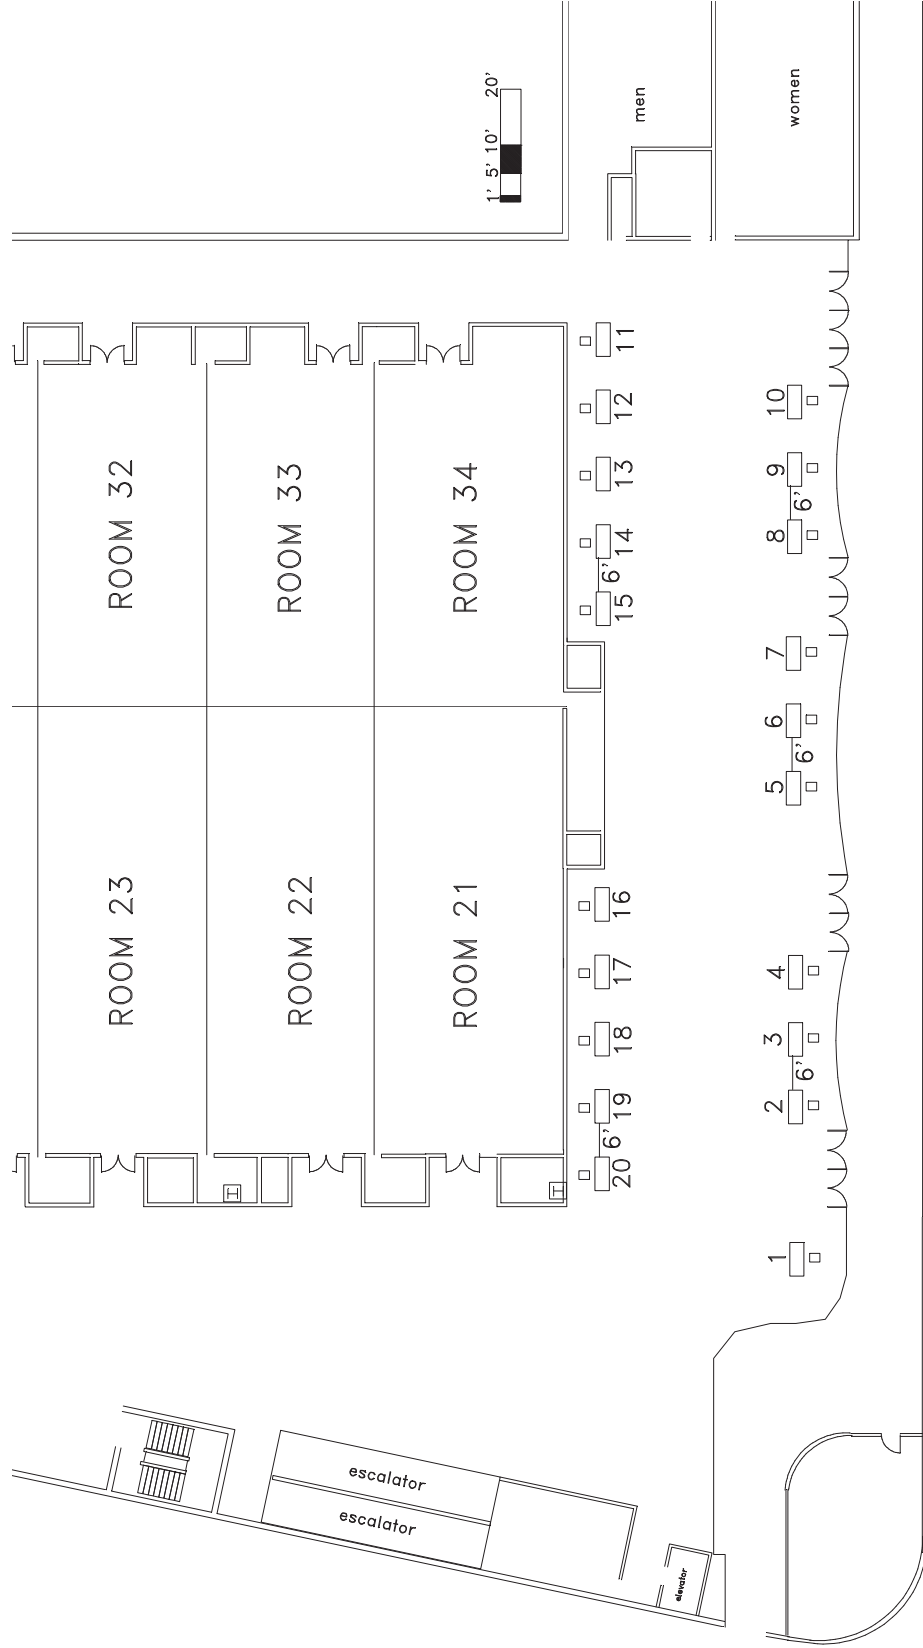 1' 5' 10' 20'
men
women
11
12
13
14
6'
15
10
9
6'
8
7
6
6'
5
ROOM 32
ROOM 33
ROOM 34
ROOM 23
ROOM 22
ROOM 21
16
17
18
19
6'
20
4
3
6'
2
1
escalator
escalator
elevator